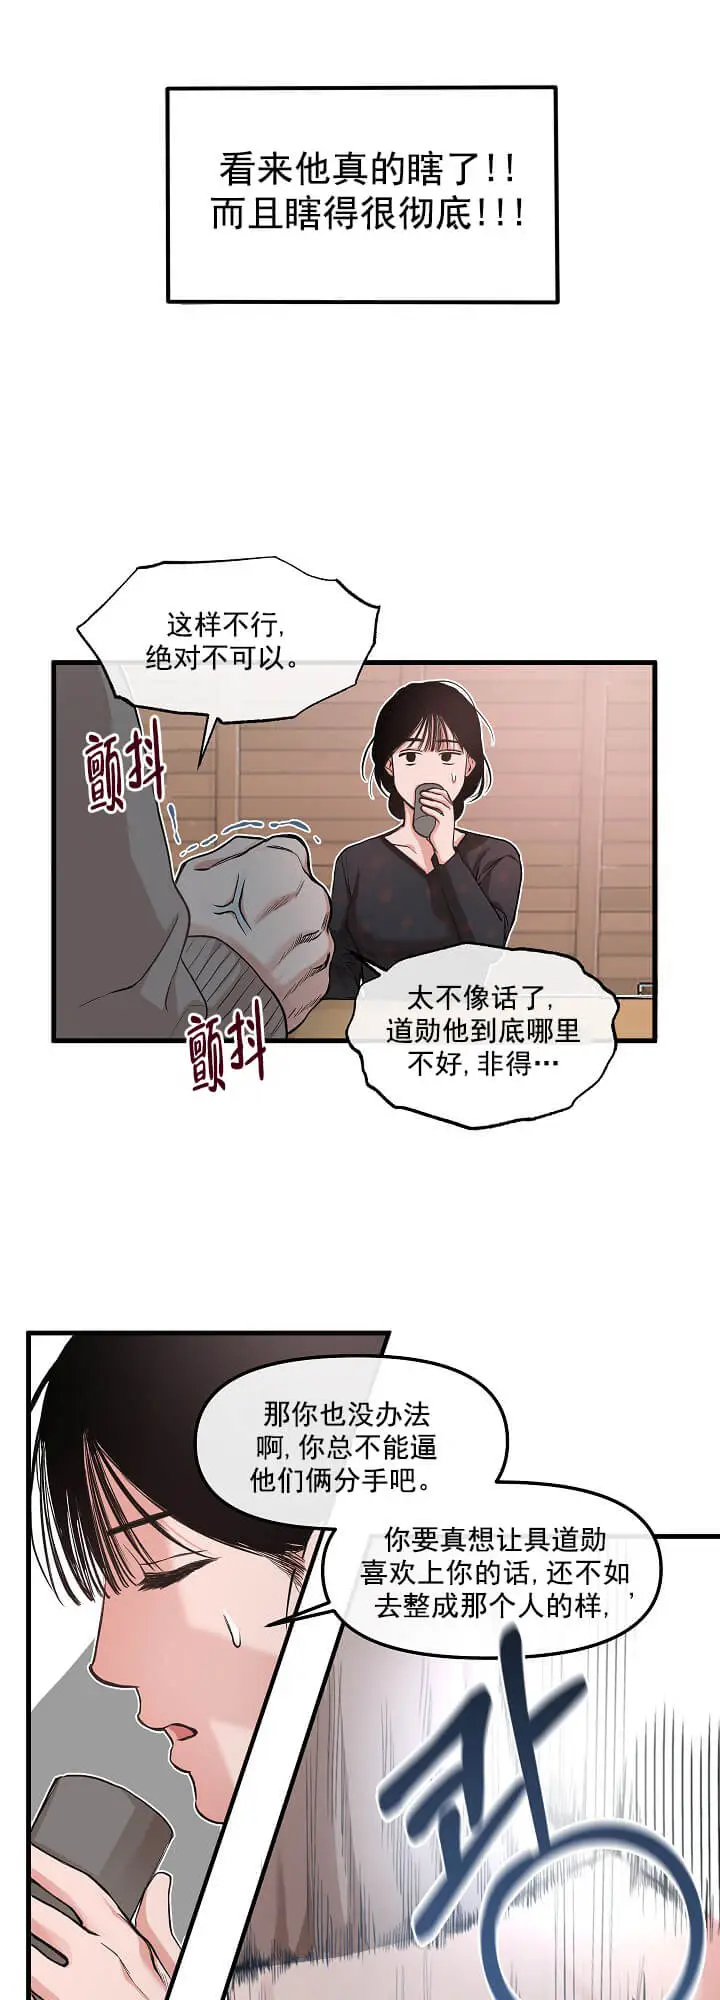 看来他真的瞎了!!
而且瞎得很彻底!!!
这样不行,
绝对不可以。
颤抖
颤抖
太不像话了,
道勋他到底哪里
不好,非得…
那你也没办法
啊,你总不能逼
他们俩分手吧。
你要真想让具道勋
喜欢上你的话,还不如
去整成那个人的样,’
쾅